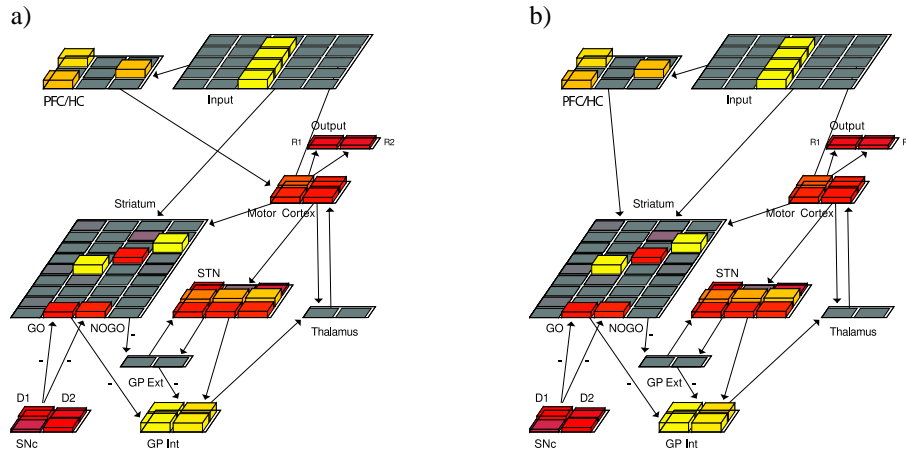 a)
PFC/HC
Input
Output
R1
R2
Striatum
Motor Cortex
STN
GO
NOGO
-
Thalamus
-
-
-
-
GP Ext
D1
D2
SNc
GP Int
b)
PFC/HC
Input
Output
R1
R
Striatum
Motor Cortex
STN
GO
NOGO
-
Thalamus
-
-
-
-
GP Ext
D1
D2
SNc
GP Int